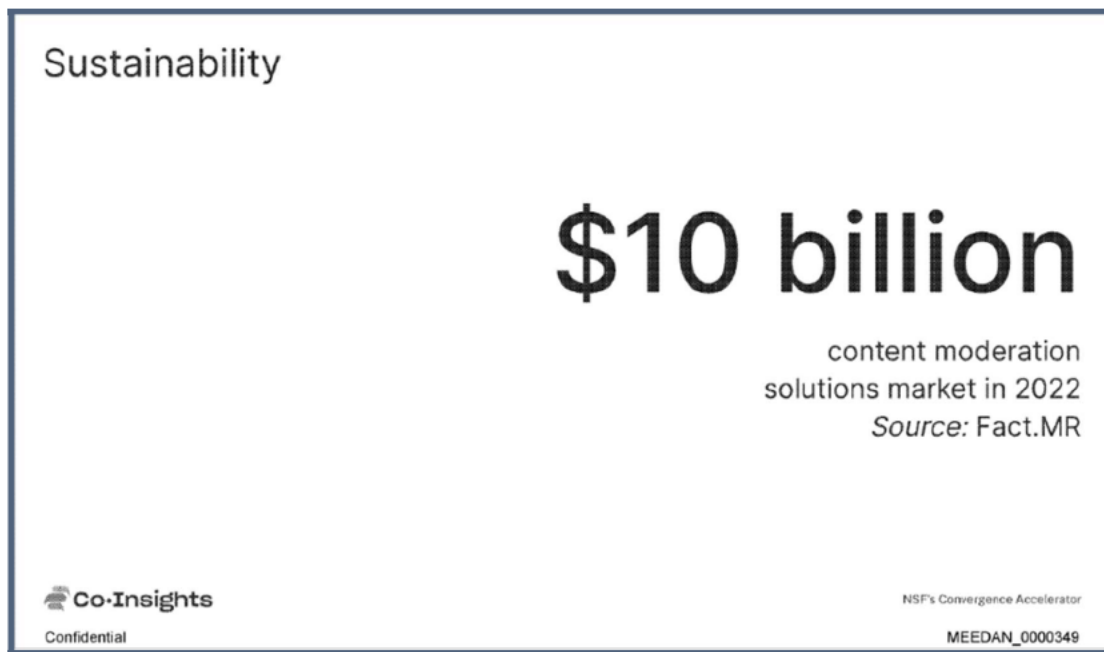 Sustainability
$10 billion
content moderation
solutions market in 2022
Source: Fact.MR
Co·Insights
NSF's Convergence Accelerator
Confidential
MEEDAN_0000349